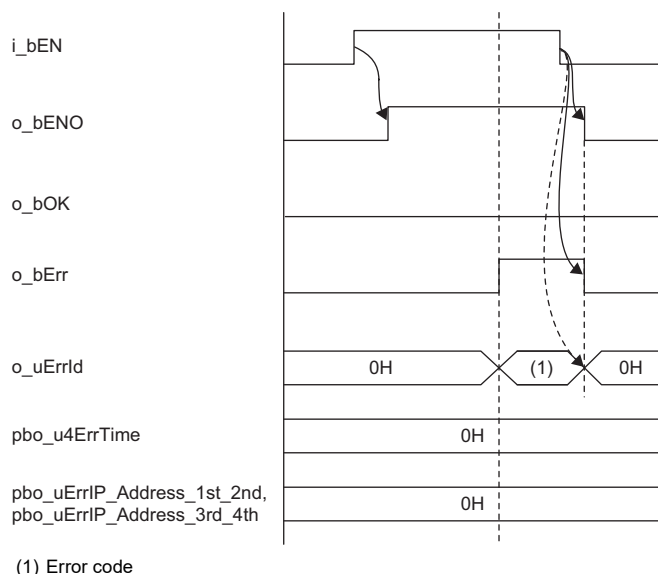 i_bEN
o_bENO
o_bOK
o_bErr
o_uErrId
0H
(1)
0H
pbo_u4ErrTime
0H
pbo_uErrIP_Address_1st_2nd,
pbo_uErrIP_Address_3rd_4th
0H
(1) Error code